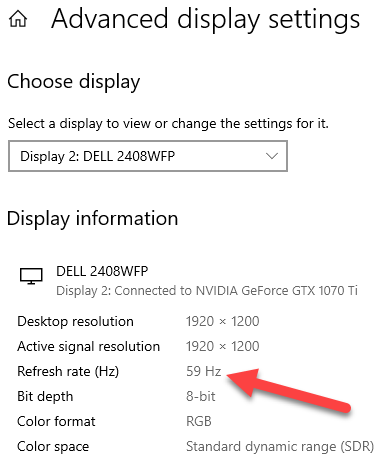 Advanced display settings
Choose display
Select a display to view or change the settings for it.
Display 2: DELL 2408WFP
Display information
DELL 2408WFP
Display 2: Connected to NVIDIA GeForce GTX 1070 Ti
Desktop resolution 1920 × 1200
Active signal resolution 1920 × 1200
Refresh rate (Hz) 59 Hz
Bit depth 8-bit
Color format RGB
Color space Standard dynamic range (SDR)